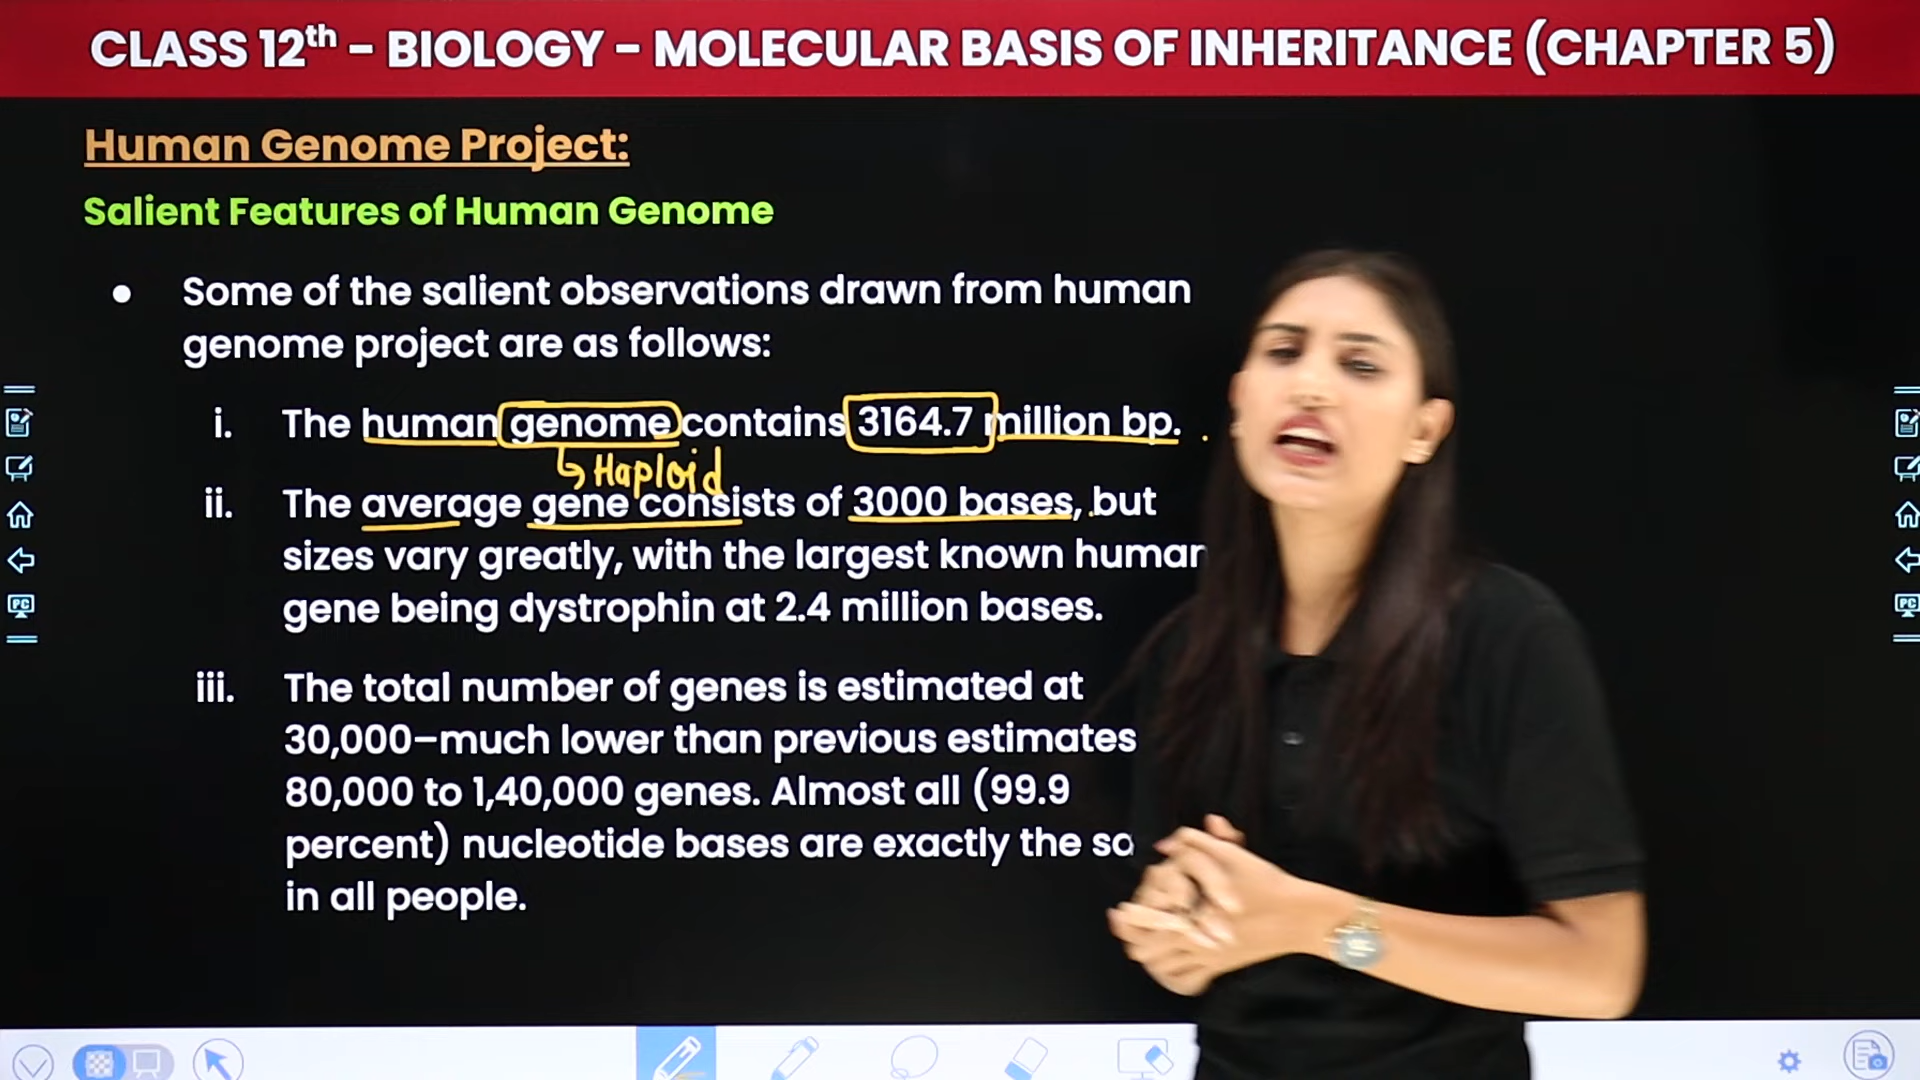 CLASS 12th – BIOLOGY – MOLECULAR BASIS OF INHERITANCE (CHAPTER 5)
Human Genome Project:
Salient Features of Human Genome
● Some of the salient observations drawn from human
genome project are as follows:
i. The human genome contains 3164.7 million bp.
↳ Haploid
ii. The average gene consists of 3000 bases, but
sizes vary greatly, with the largest known human
gene being dystrophin at 2.4 million bases.
iii. The total number of genes is estimated at
30,000–much lower than previous estimates
80,000 to 1,40,000 genes. Almost all (99.9
percent) nucleotide bases are exactly the
in all people.
PC
PC